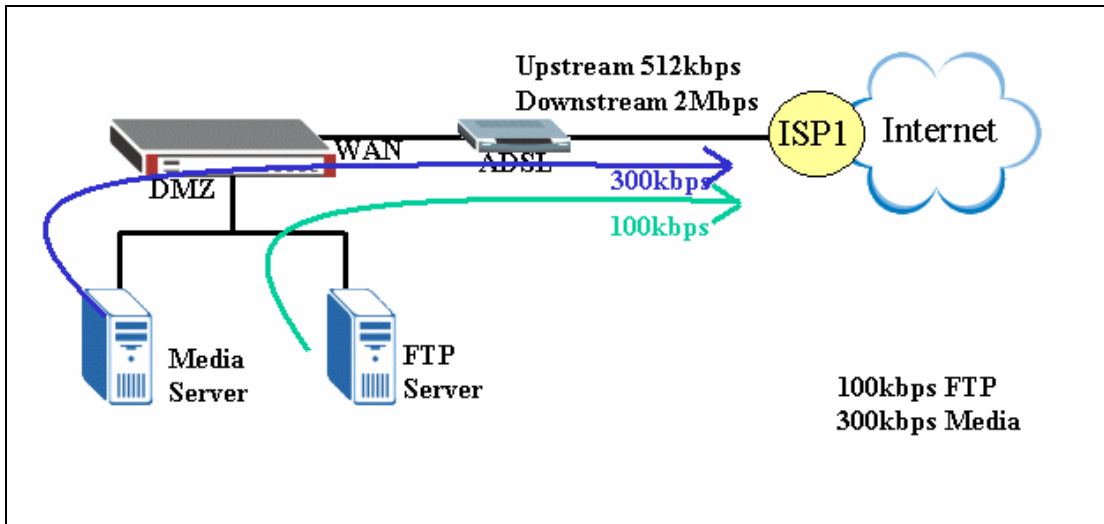 Upstream 512kbps
Downstream 2Mbps
ISP1
Internet
WAN
ADSL
DMZ
300kbps
100kbps
Media
Server
FTP
Server
100kbps FTP
300kbps Media